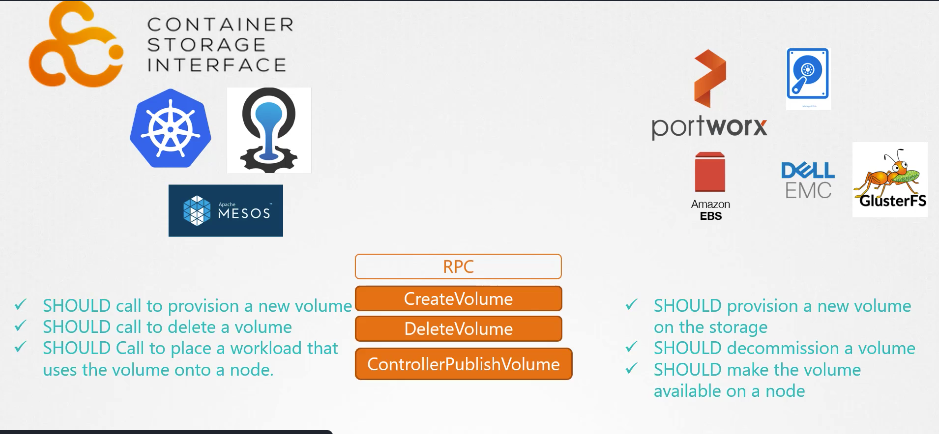 CONTAINER
STORAGE
INTERFACE
Apache
MESOS
portworx
Amazon
EBS
DELL
EMC
GlusterFS
RPC
CreateVolume
DeleteVolume
ControllerPublishVolume
✓ SHOULD call to provision a new volume
✓ SHOULD call to delete a volume
✓ SHOULD Call to place a workload that
uses the volume onto a node.
✓ SHOULD provision a new volume
on the storage
✓ SHOULD decommission a volume
✓ SHOULD make the volume
available on a node